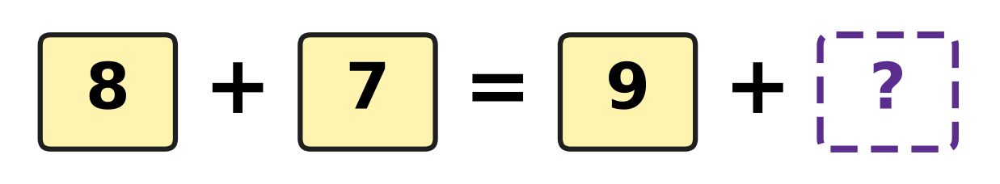 8 + 7 = 9 + ?